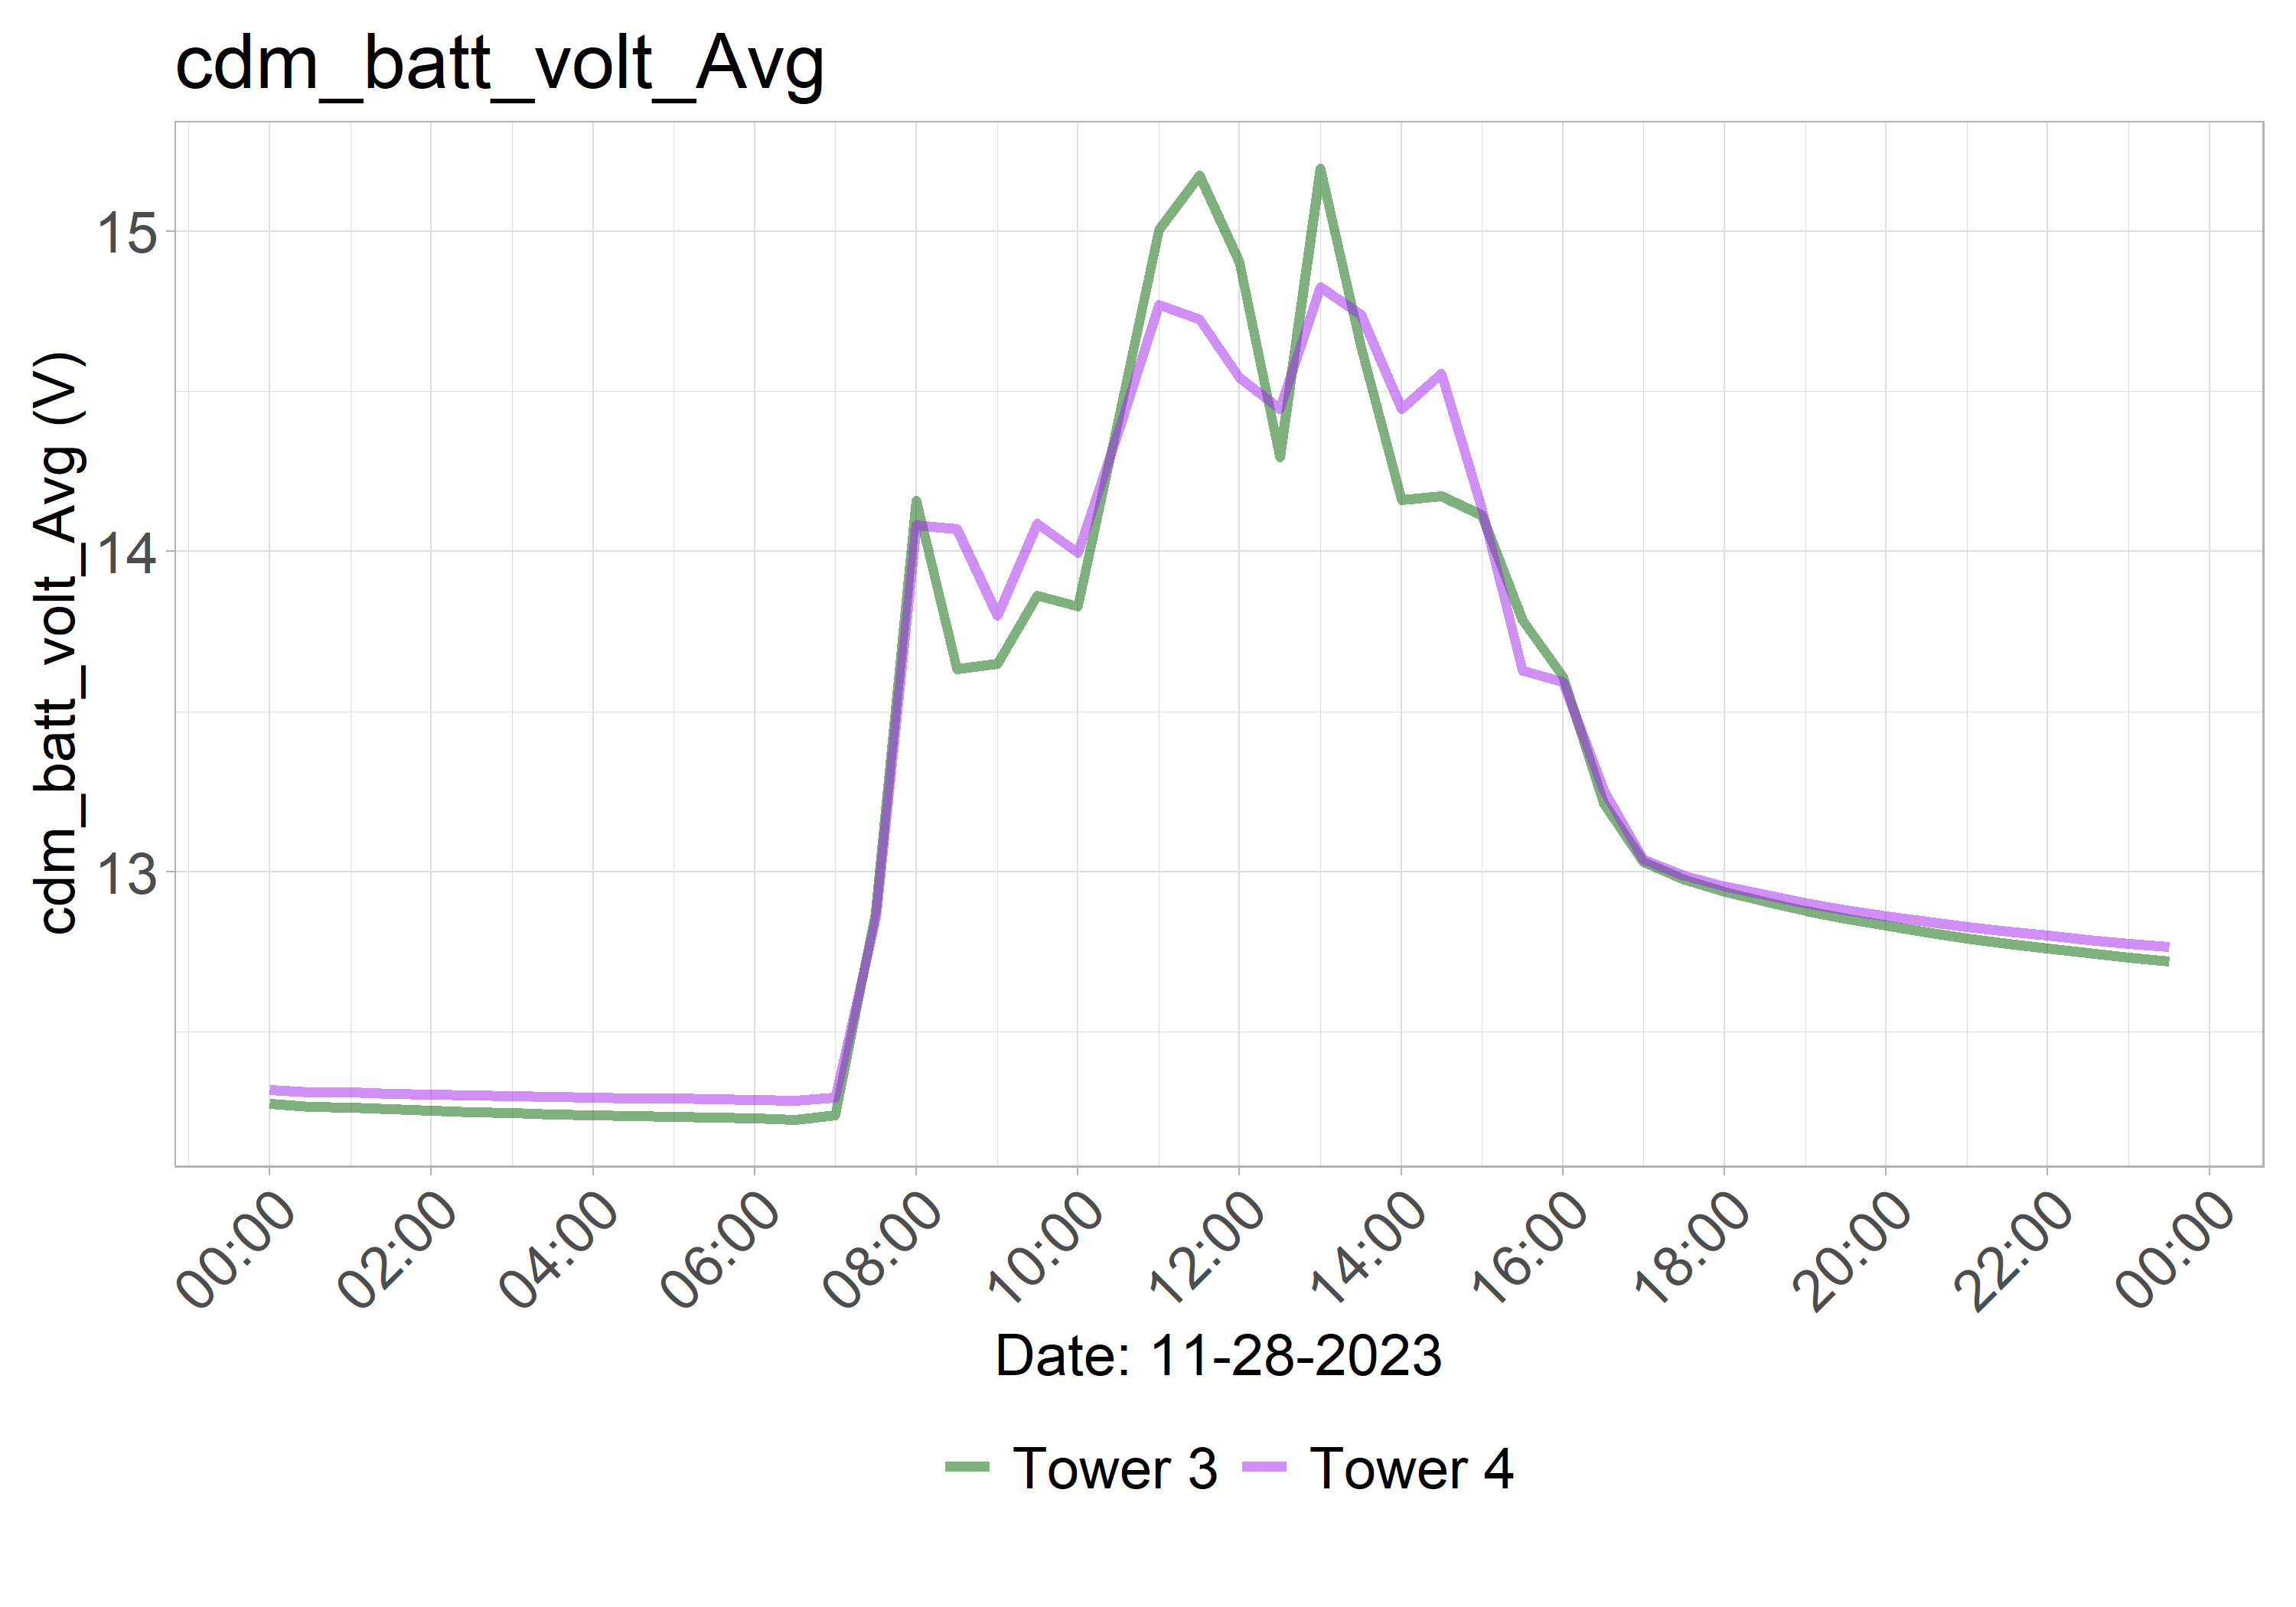 cdm_batt_volt_Avg
cdm_batt_volt_Avg (V)
15
14
13
00:00 02:00 04:00 06:00 08:00 10:00 12:00 14:00 16:00 18:00 20:00 22:00 00:00
Date: 11-28-2023
Tower 3 Tower 4